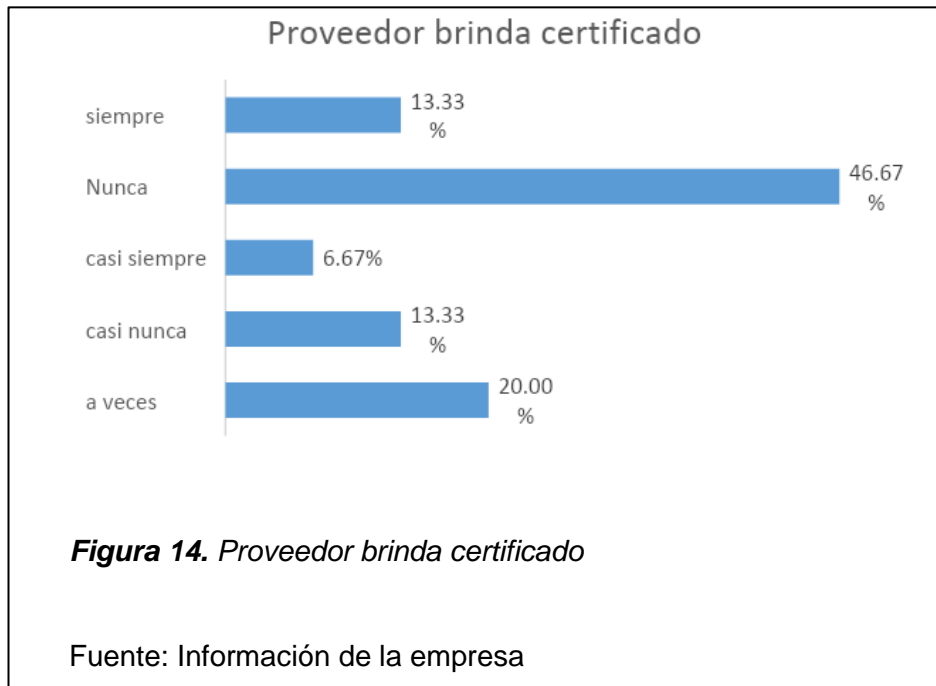 Proveedor brinda certificado
siempre
13.33
%
Nunca
46.67
%
casi siempre
6.67%
casi nunca
13.33
%
a veces
20.00
%
Figura 14. Proveedor brinda certificado
Fuente: Información de la empresa